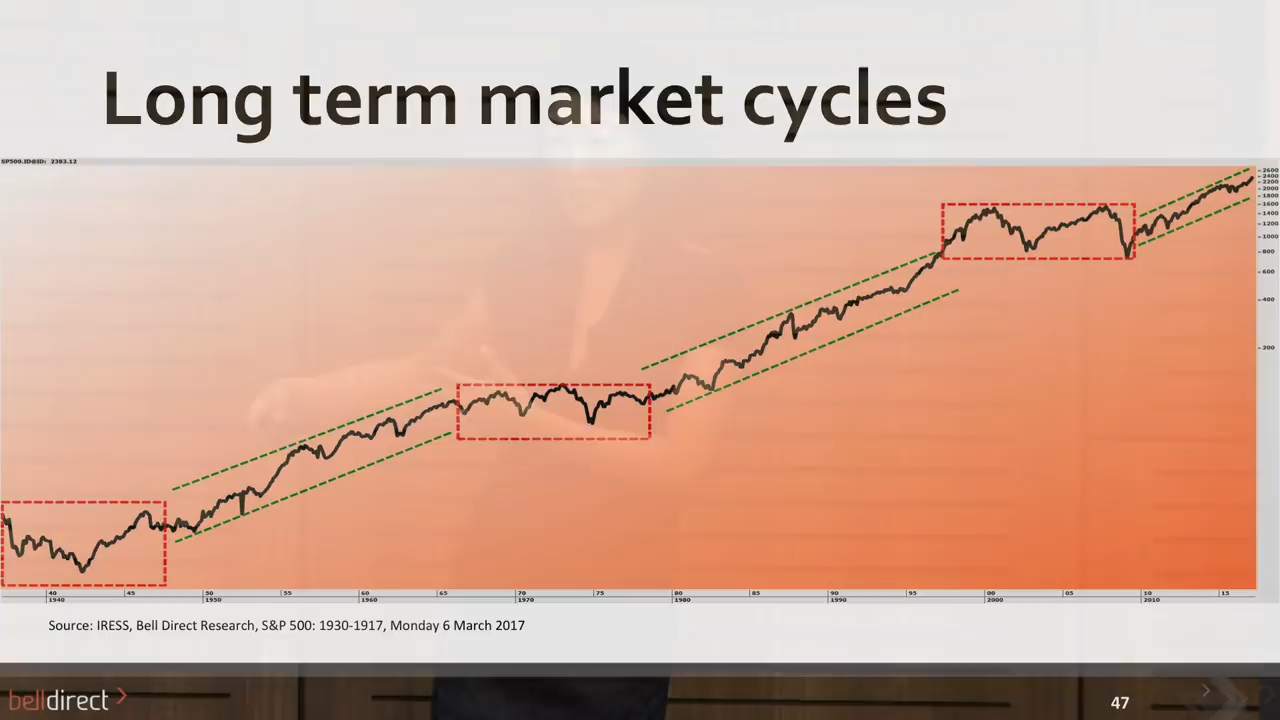 Long term market cycles
SP500.ID@ID: 2383.12
2600
2400
2200
2000
1800
1600
1400
1200
1000
800
600
400
200
40 45 50 55 60 65 70 75 80 85 90 95 00 05 10 15
1940 1950 1960 1970 1980 1990 2000 2010
Source: IRESS, Bell Direct Research, S&P 500: 1930-1917, Monday 6 March 2017
belldirect
47